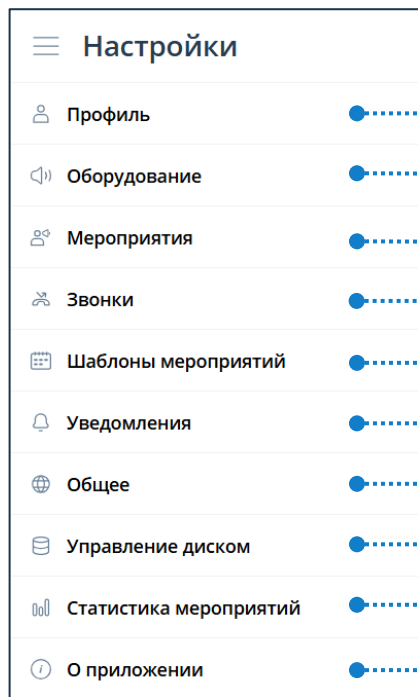 Настройки
Профиль
Оборудование
Мероприятия
Звонки
Шаблоны мероприятий
Уведомления
Общее
Управление диском
Статистика мероприятий
О приложении